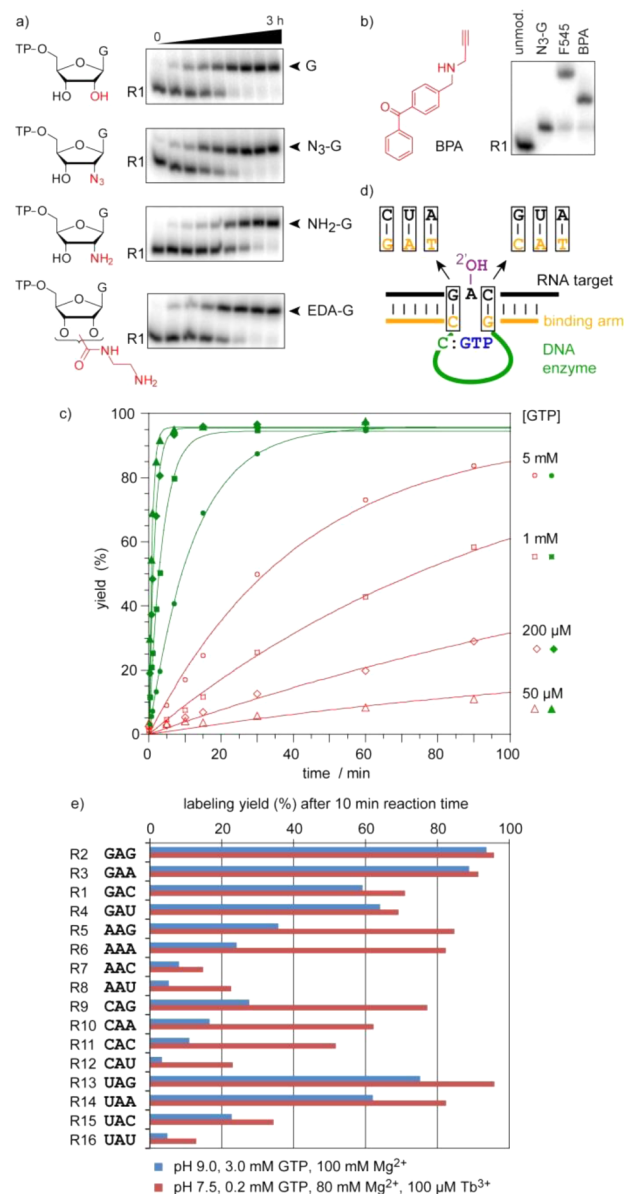 a)
0
3 h
TP-O
O
G
HO
OH
R1
G
TP-O
O
G
HO
N3
R1
N3-G
TP-O
O
G
HO
NH2
R1
NH2-G
TP-O
O
G
O
O
O
N
H
NH2
R1
EDA-G
b)
HN
O
BPA
unmod.
N3-G
F545
BPA
R1
d)
C U A
G A T
G U A
C A T
2'OH
RNA target
G A C
C G
binding arm
C:GTP
DNA
enzyme
c)
100
80
60
40
20
0
yield (%)
0 20 40 60 80 100
time / min
[GTP]
5 mM
1 mM
200 µM
50 µM
e)
labeling yield (%) after 10 min reaction time
0 20 40 60 80 100
R2 GAG
R3 GAA
R1 GAC
R4 GAU
R5 AAG
R6 AAA
R7 AAC
R8 AAU
R9 CAG
R10 CAA
R11 CAC
R12 CAU
R13 UAG
R14 UAA
R15 UAC
R16 UAU
pH 9.0, 3.0 mM GTP, 100 mM Mg2+
pH 7.5, 0.2 mM GTP, 80 mM Mg2+, 100 µM Tb3+